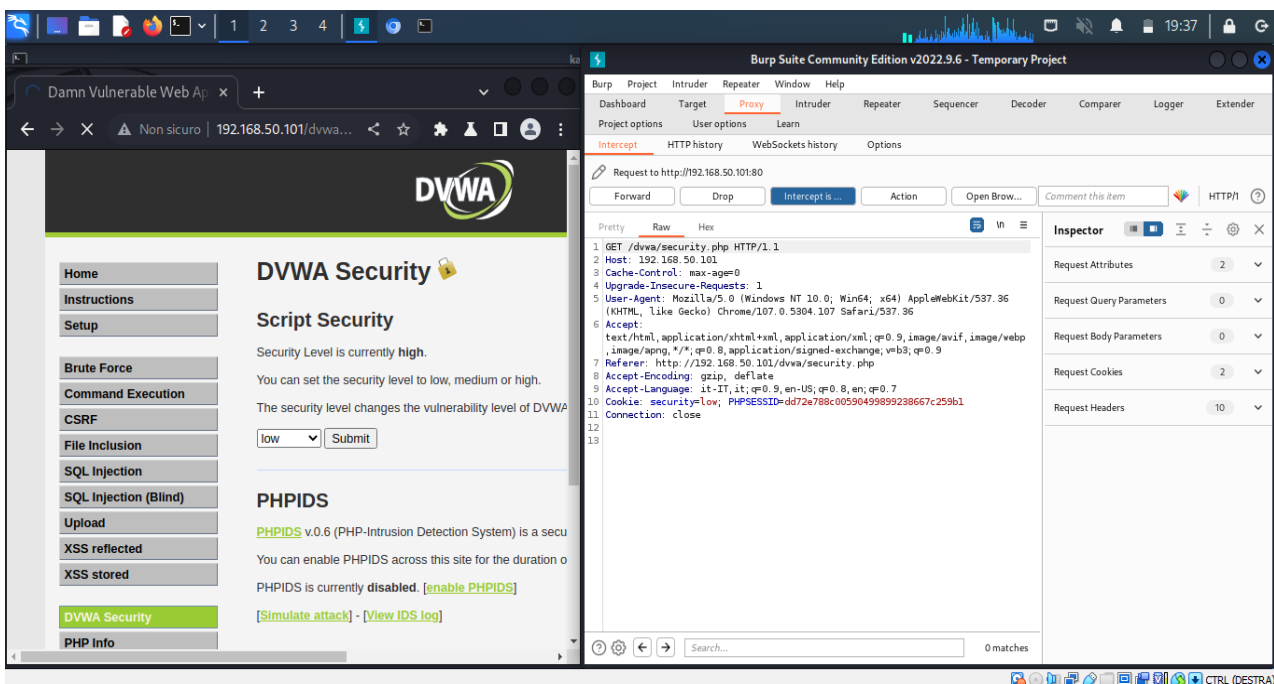 1 2 3 4
19:37
ka
Damn Vulnerable Web Ap
Non sicuro 192.168.50.101/dvwa...
DVWA
Home
Instructions
Setup
Brute Force
Command Execution
CSRF
File Inclusion
SQL Injection
SQL Injection (Blind)
Upload
XSS reflected
XSS stored
DVWA Security
PHP Info
DVWA Security
Script Security
Security Level is currently high.
You can set the security level to low, medium or high.
The security level changes the vulnerability level of DVWA
low Submit
PHPIDS
PHPIDS v.0.6 (PHP-Intrusion Detection System) is a secu
You can enable PHPIDS across this site for the duration o
PHPIDS is currently disabled. [enable PHPIDS]
[Simulate attack] - [View IDS log]
Burp Suite Community Edition v2022.9.6 - Temporary Project
Burp Project Intruder Repeater Window Help
Dashboard Target Proxy Intruder Repeater Sequencer Decoder Comparer Logger Extender
Project options User options Learn
Intercept HTTP history WebSockets history Options
Request to http://192.168.50.101:80
Forward Drop Intercept is ... Action Open Brow... Comment this item HTTP/1 ?
Pretty Raw Hex \n
1 GET /dvwa/security.php HTTP/1.1
2 Host: 192.168.50.101
3 Cache-Control: max-age=0
4 Upgrade-Insecure-Requests: 1
5 User-Agent: Mozilla/5.0 (Windows NT 10.0; Win64; x64) AppleWebKit/537.36
(KHTML, like Gecko) Chrome/107.0.5304.107 Safari/537.36
6 Accept:
text/html,application/xhtml+xml,application/xml;q=0.9,image/avif,image/webp
,image/apng,*/*;q=0.8,application/signed-exchange;v=b3;q=0.9
7 Referer: http://192.168.50.101/dvwa/security.php
8 Accept-Encoding: gzip, deflate
9 Accept-Language: it-IT,it;q=0.9,en-US;q=0.8,en;q=0.7
10 Cookie: security=low; PHPSESSID=dd72e788c00590499899238667c259b1
11 Connection: close
12
13
Inspector
Request Attributes 2
Request Query Parameters 0
Request Body Parameters 0
Request Cookies 2
Request Headers 10
? Search... 0 matches
CTRL (DESTRA)